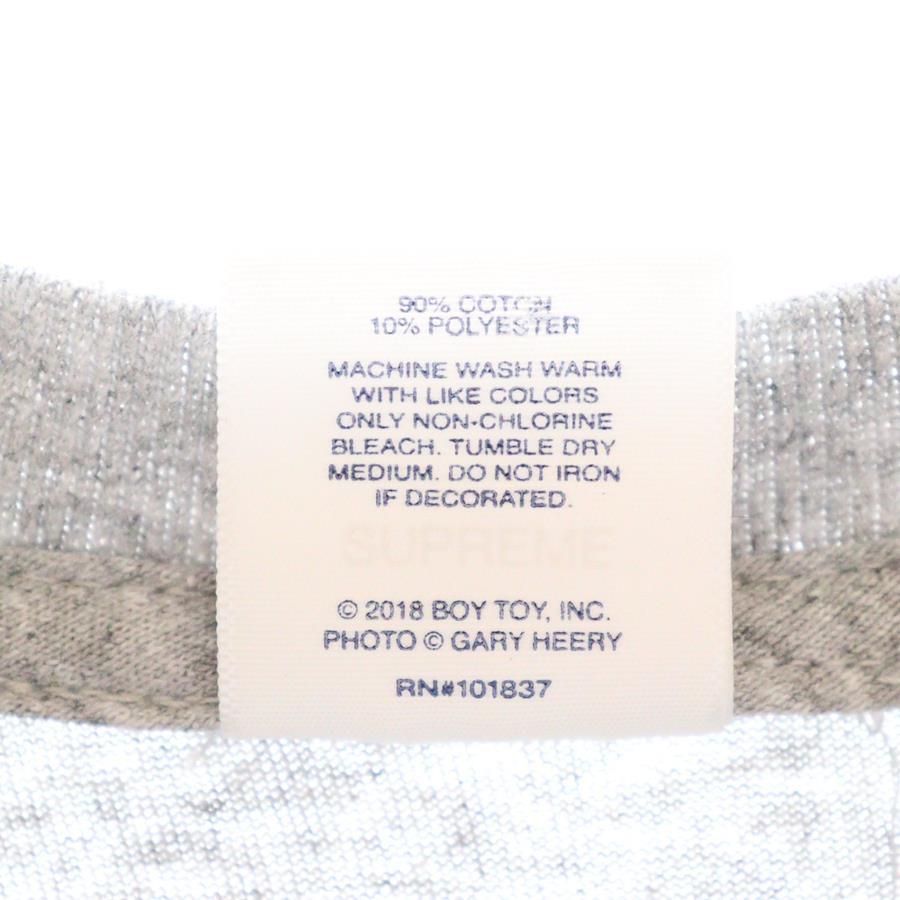 90% COTTON
10% POLYESTER
MACHINE WASH WARM
WITH LIKE COLORS
ONLY NON-CHLORINE
BLEACH. TUMBLE DRY
MEDIUM. DO NOT IRON
IF DECORATED.
SUPREME
© 2018 BOY TOY, INC.
PHOTO © GARY HEERY
RN#101837